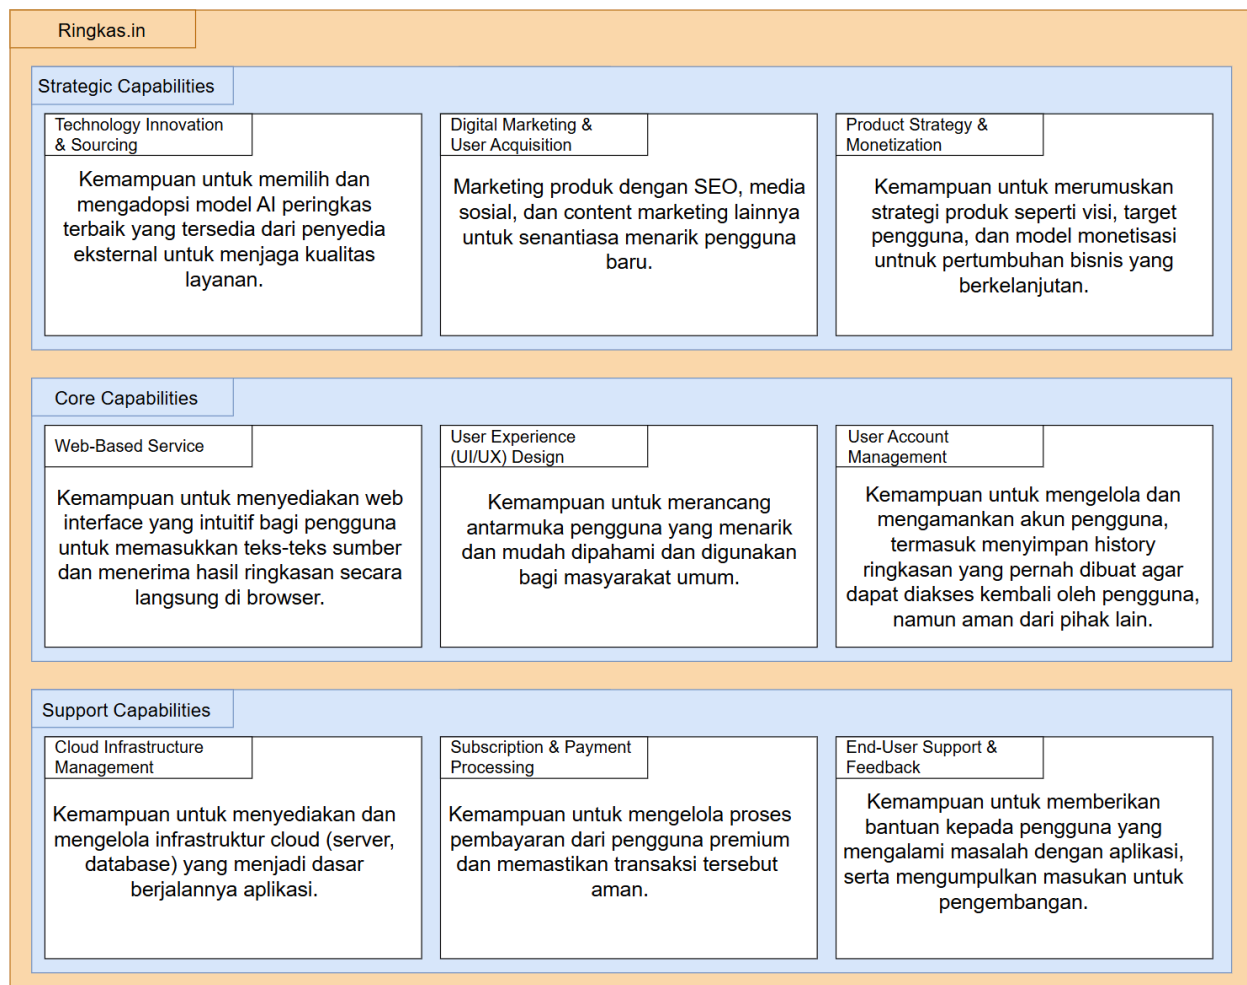 Ringkas.in
Strategic Capabilities
Technology Innovation
& Sourcing
Kemampuan untuk memilih dan
mengadopsi model AI peringkas
terbaik yang tersedia dari penyedia
eksternal untuk menjaga kualitas
layanan.
Digital Marketing &
User Acquisition
Marketing produk dengan SEO, media
sosial, dan content marketing lainnya
untuk senantiasa menarik pengguna
baru.
Product Strategy &
Monetization
Kemampuan untuk merumuskan
strategi produk seperti visi, target
pengguna, dan model monetisasi
untnuk pertumbuhan bisnis yang
berkelanjutan.
Core Capabilities
Web-Based Service
Kemampuan untuk menyediakan web
interface yang intuitif bagi pengguna
untuk memasukkan teks-teks sumber
dan menerima hasil ringkasan secara
langsung di browser.
User Experience
(UI/UX) Design
Kemampuan untuk merancang
antarmuka pengguna yang menarik
dan mudah dipahami dan digunakan
bagi masyarakat umum.
User Account
Management
Kemampuan untuk mengelola dan
mengamankan akun pengguna,
termasuk menyimpan history
ringkasan yang pernah dibuat agar
dapat diakses kembali oleh pengguna,
namun aman dari pihak lain.
Support Capabilities
Cloud Infrastructure
Management
Kemampuan untuk menyediakan dan
mengelola infrastruktur cloud (server,
database) yang menjadi dasar
berjalannya aplikasi.
Subscription & Payment
Processing
Kemampuan untuk mengelola proses
pembayaran dari pengguna premium
dan memastikan transaksi tersebut
aman.
End-User Support &
Feedback
Kemampuan untuk memberikan
bantuan kepada pengguna yang
mengalami masalah dengan aplikasi,
serta mengumpulkan masukan untuk
pengembangan.